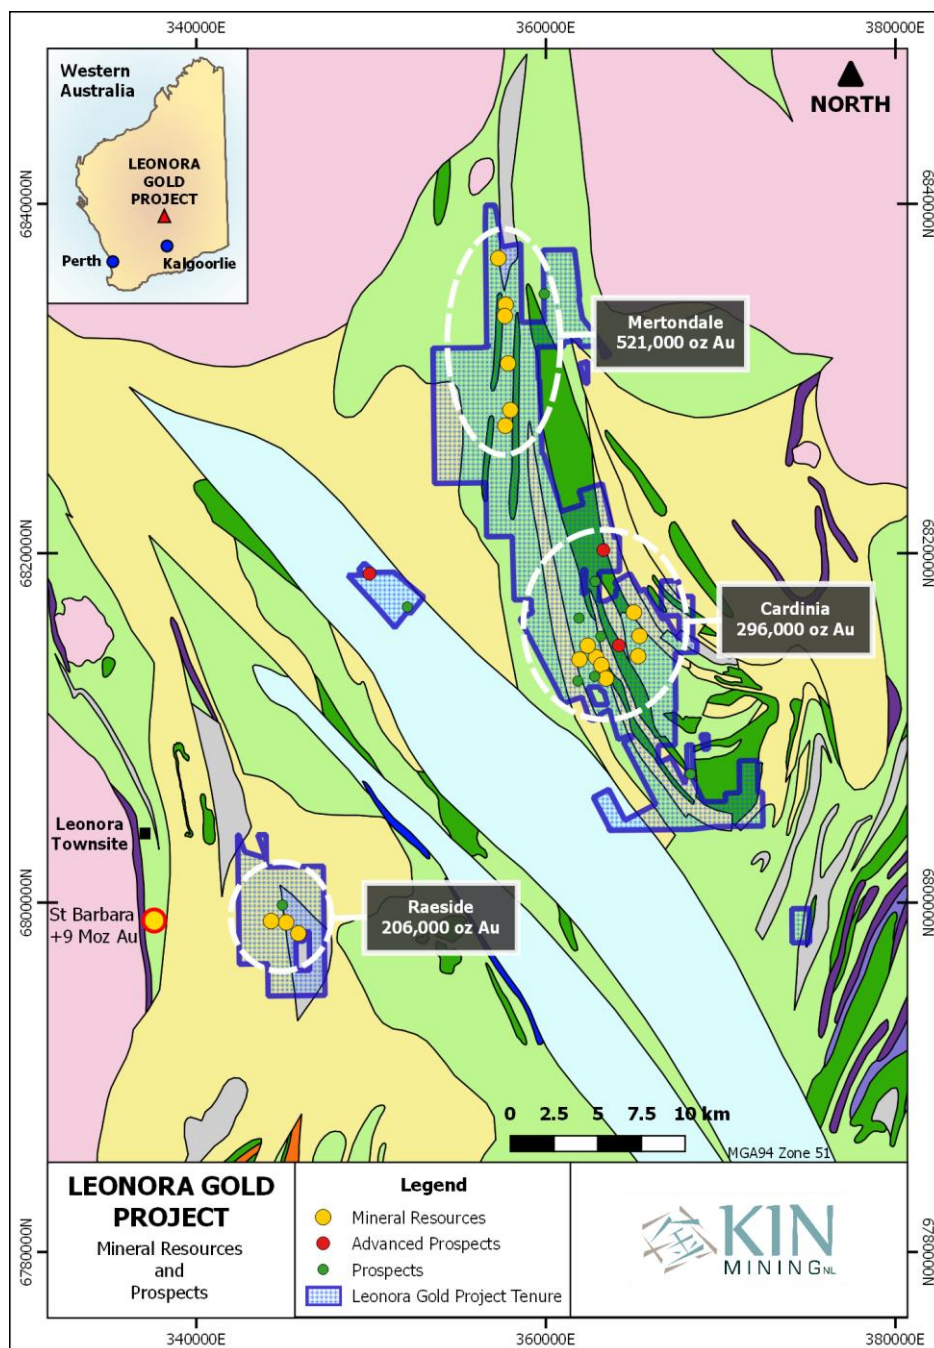 340000E
360000E
380000E
Western
Australia
LEONORA
GOLD
PROJECT
Perth
Kalgoorlie
NORTH
6840000N
6840000N
Mertondale
521,000 oz Au
6820000N
6820000N
Cardinia
296,000 oz Au
Leonora
Townsite
St Barbara
+9 Moz Au
6800000N
6800000N
Raeside
206,000 oz Au
0 2.5 5 7.5 10 km
MGA94 Zone 51
LEONORA GOLD
PROJECT
Mineral Resources
and
Prospects
Legend
Mineral Resources
Advanced Prospects
Prospects
Leonora Gold Project Tenure
金 KIN
MINING NL
6780000N
6780000N
340000E
360000E
380000E